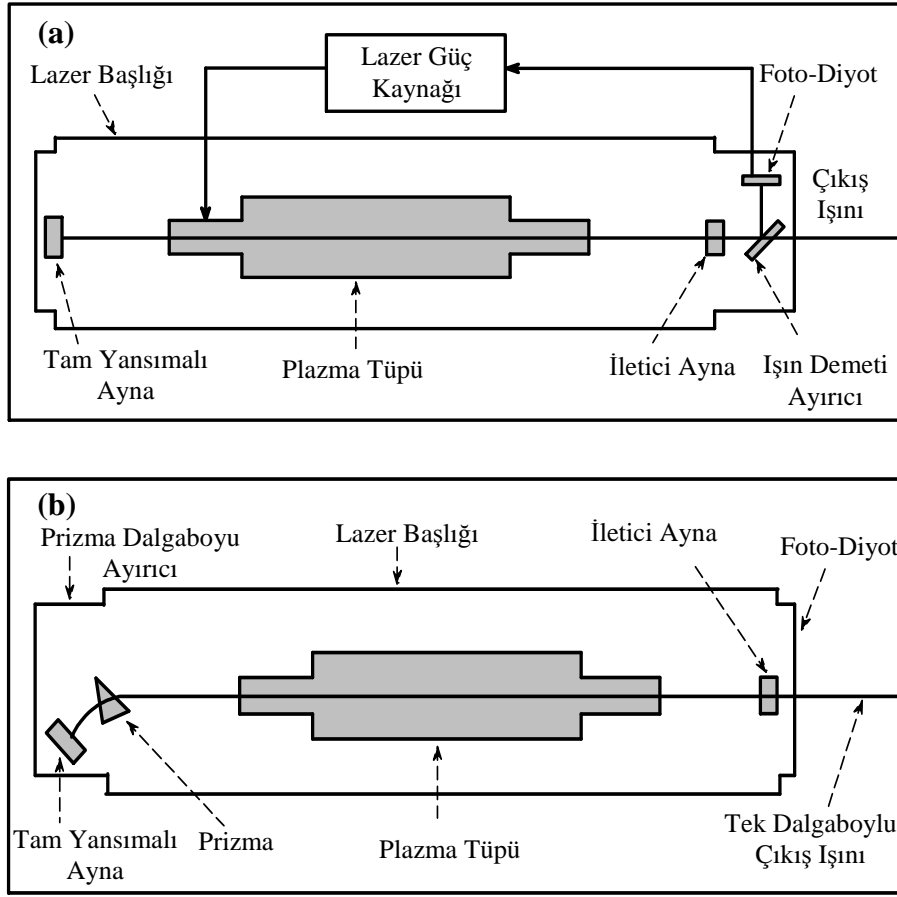 (a)
Lazer Başlığı
Lazer Güç
Kaynağı
Foto-Diyot
Çıkış
Işını
Tam Yansımalı
Ayna
Plazma Tüpü
İletici Ayna
Işın Demeti
Ayırıcı
(b)
Prizma Dalgaboyu
Ayırıcı
Lazer Başlığı
İletici Ayna
Foto-Diyot
Tam Yansımalı
Ayna
Prizma
Plazma Tüpü
Tek Dalgaboylu
Çıkış Işını